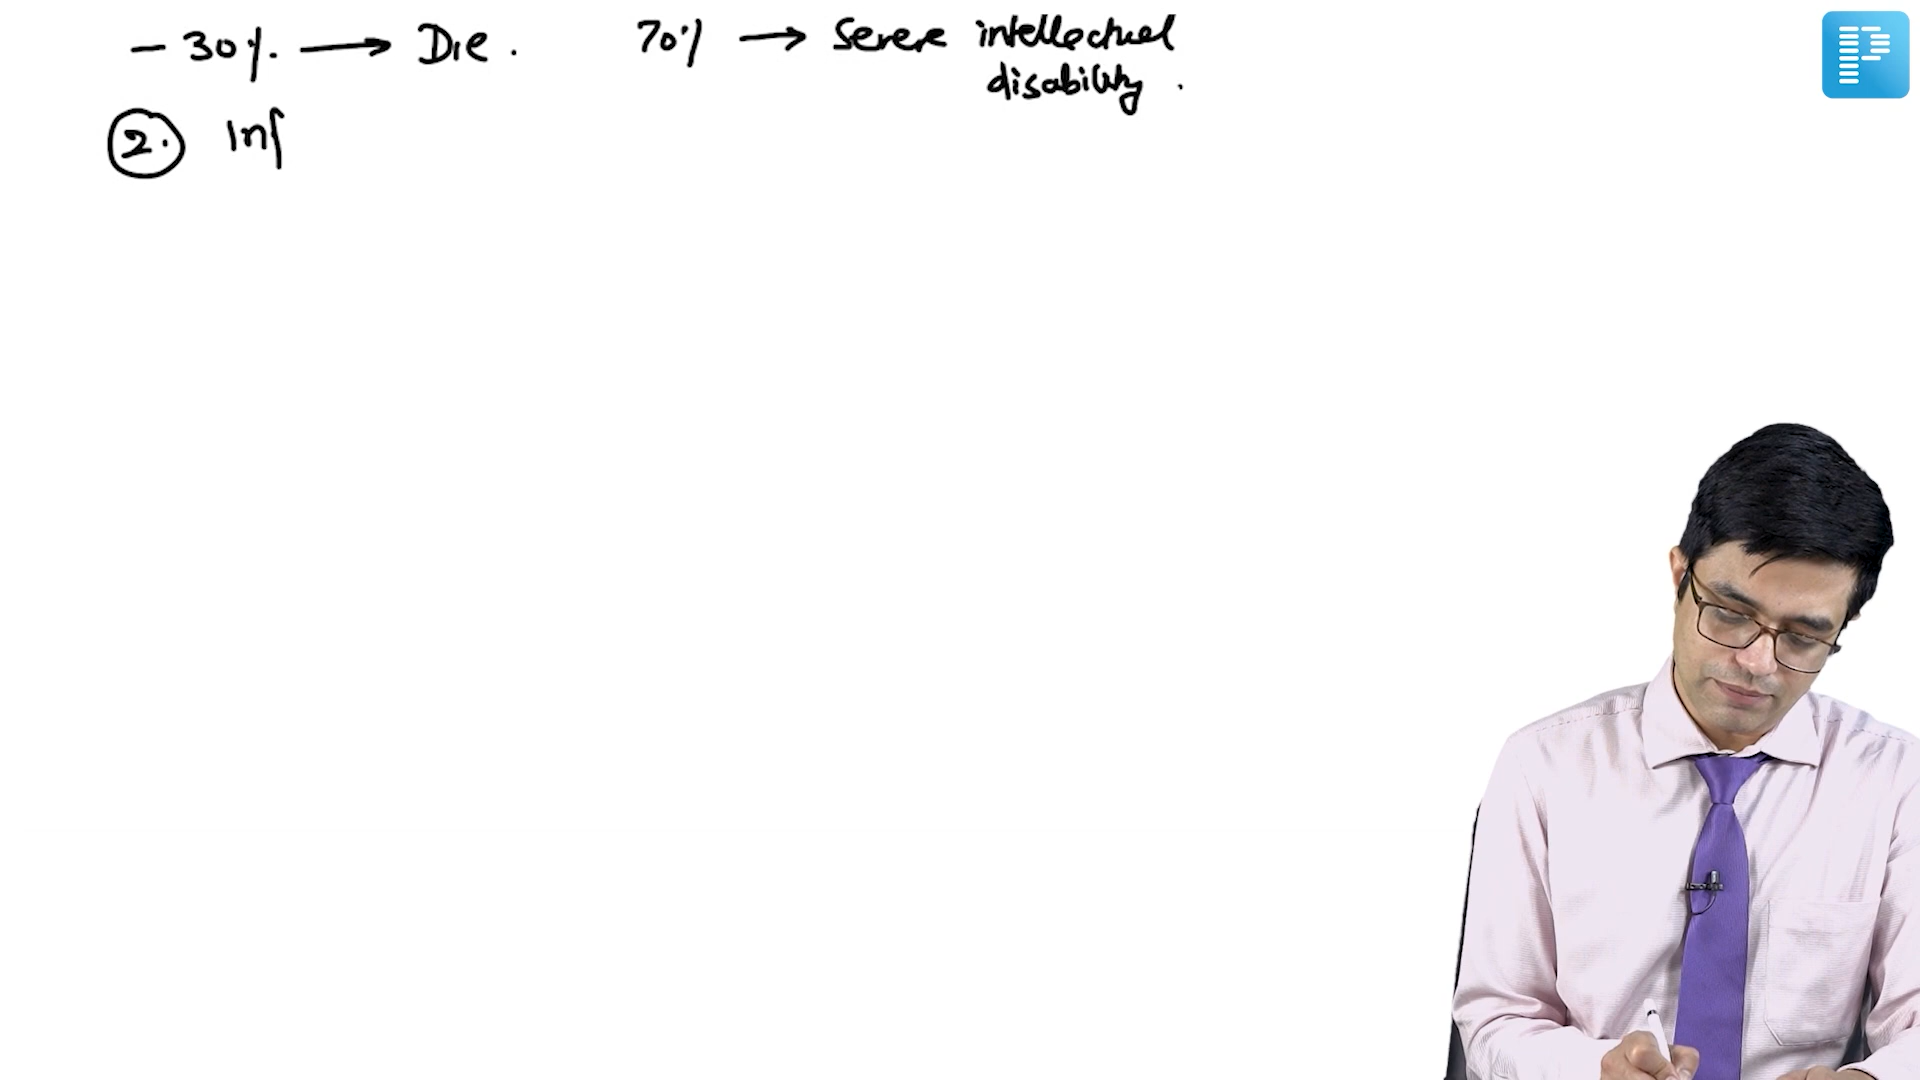 - 30%. → Die. 70% → Severe intellectual
disability.
2. Inf